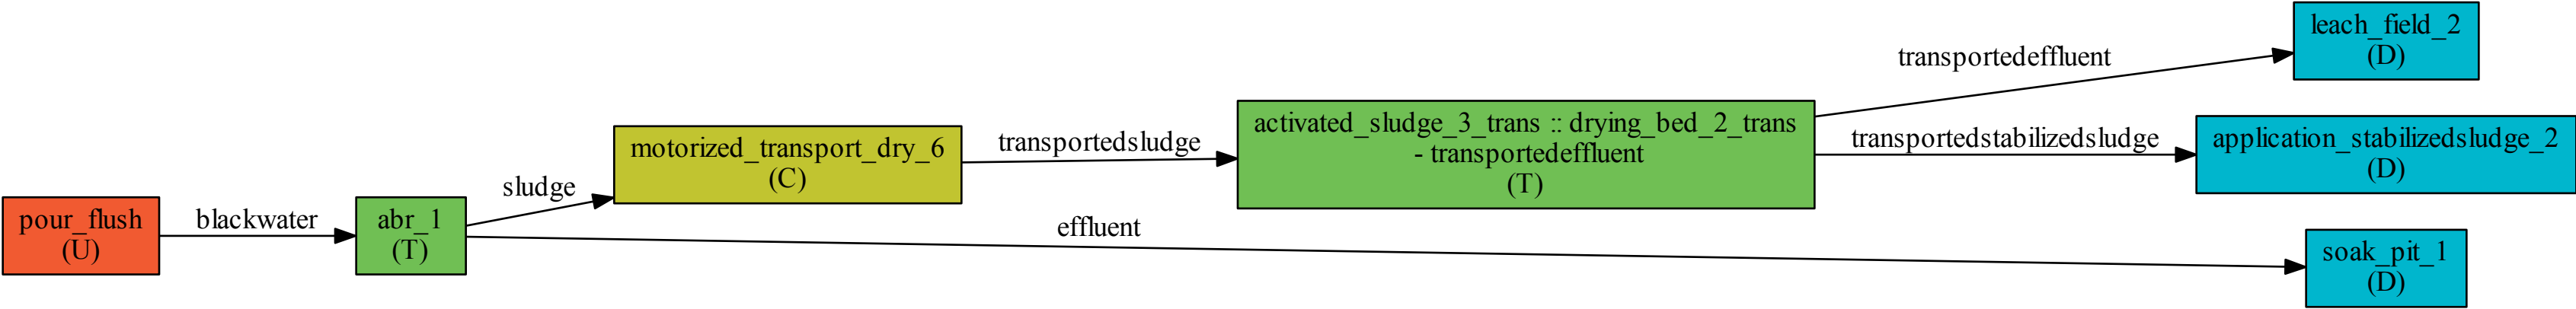 pour_flush
(U)
blackwater
abr_1
(T)
sludge
motorized_transport_dry_6
(C)
transportedsludge
activated_sludge_3_trans :: drying_bed_2_trans
- transportedeffluent
(T)
transportedeffluent
leach_field_2
(D)
transportedstabilizedsludge
application_stabilizedsludge_2
(D)
effluent
soak_pit_1
(D)